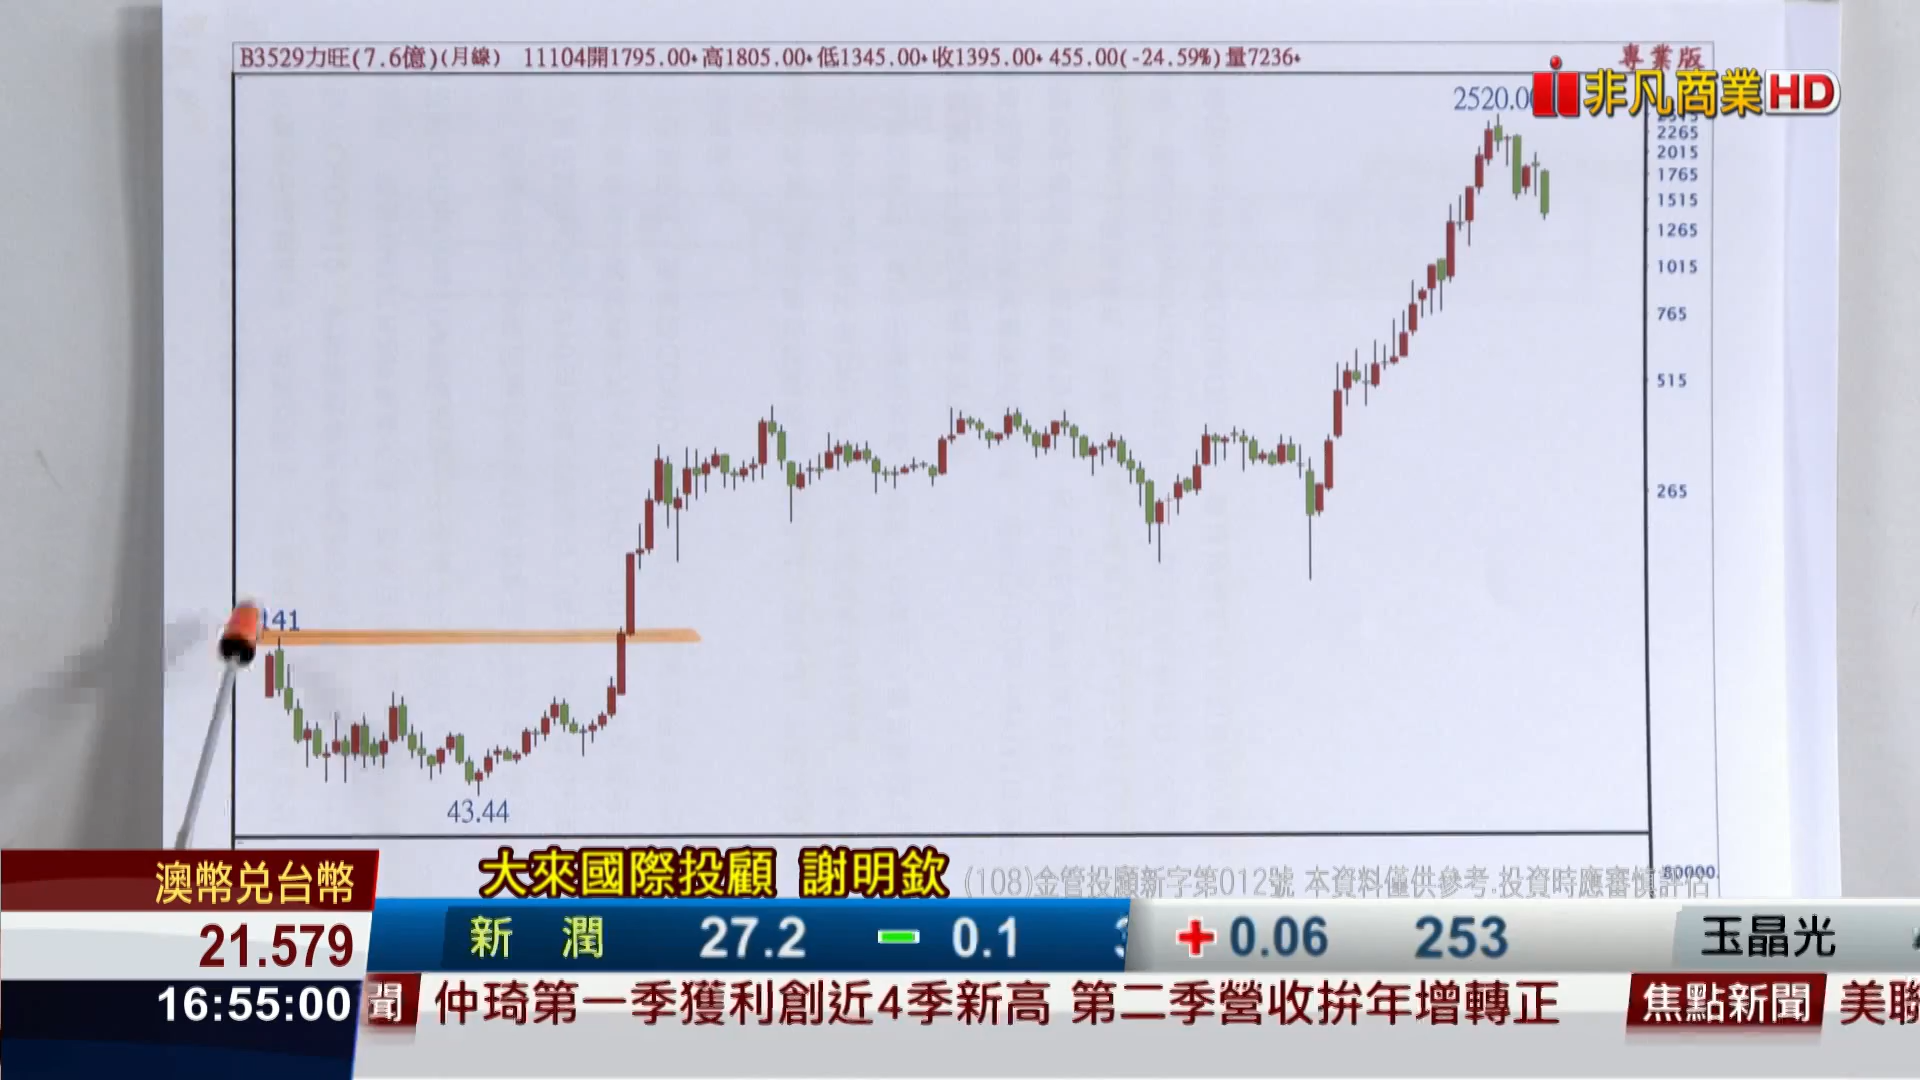 B3529力旺(7.6億)(月線) 11104開1795.00 高1805.00 低1345.00 收1395.00 455.00(-24.59%)量7236
專業版
非凡商業HD
2520.0
2265
2015
1765
1515
1265
1015
765
515
265
141
43.44
80000
大來國際投顧 謝明欽
(108)金管投顧新字第012號 本資料僅供參考.投資時應審慎評估
澳幣兌台幣
21.579
16:55:00
新潤 27.2 0.1
+0.06 253 玉晶光
聞 仲琦第一季獲利創近4季新高 第二季營收拚年增轉正 焦點新聞 美聯